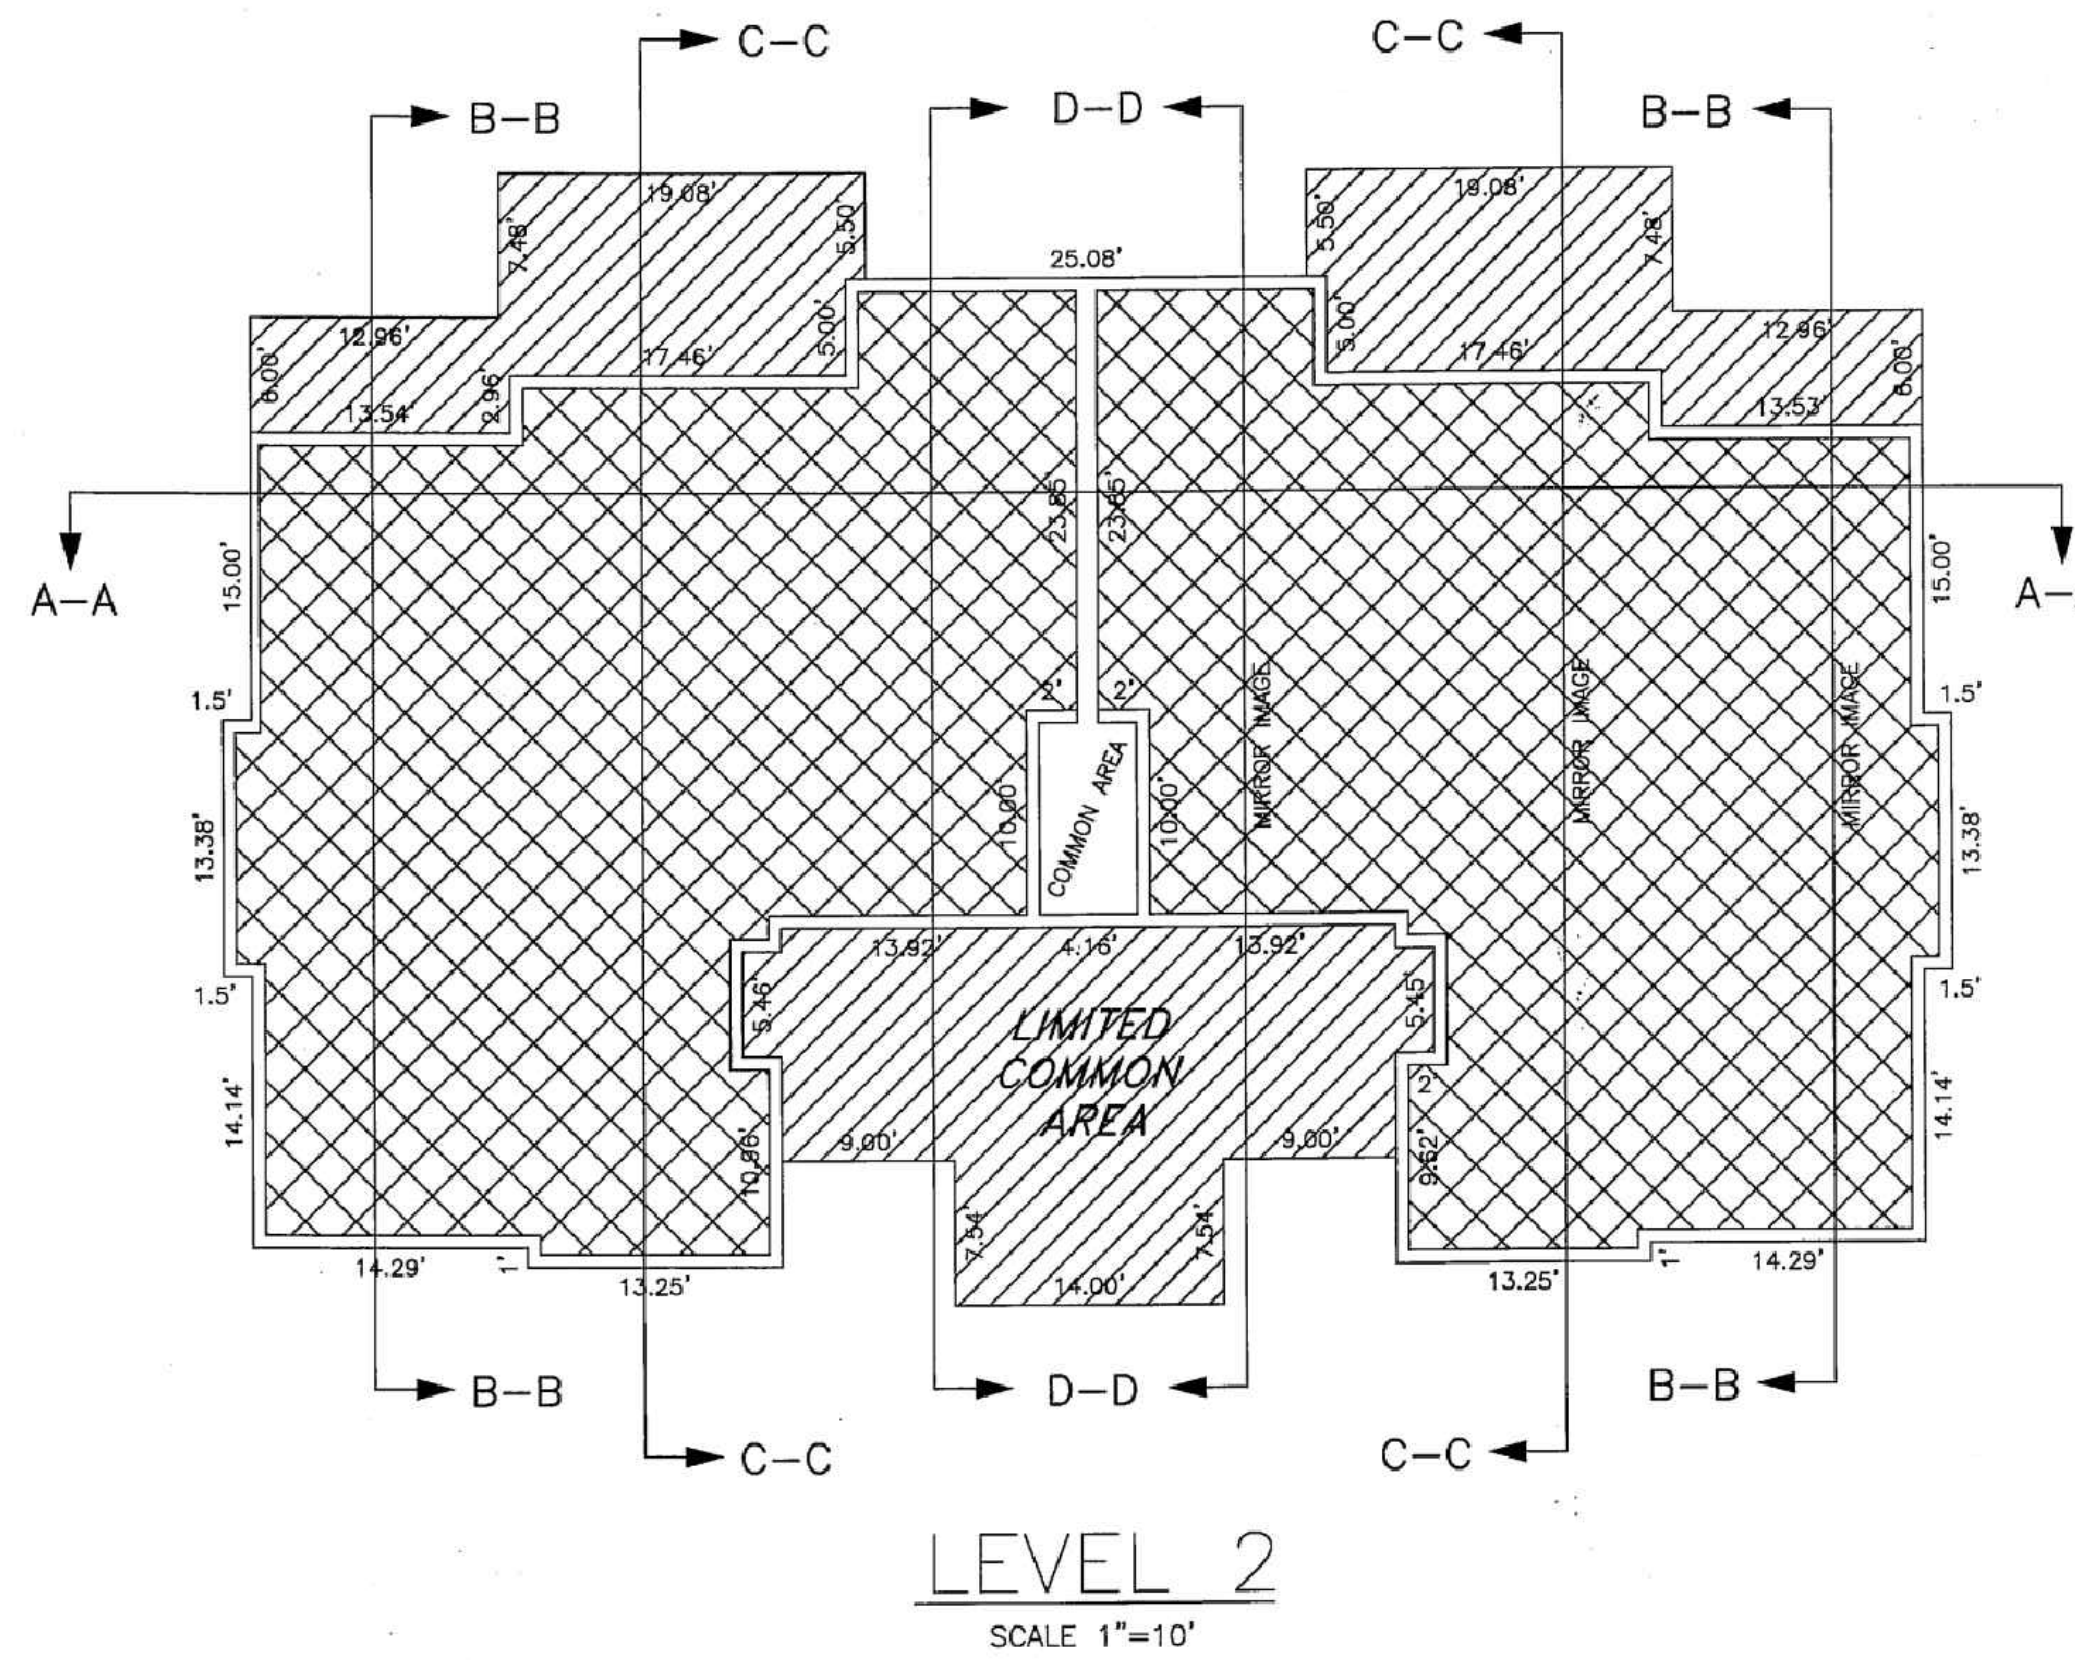 C-C
C-C
B-B
D-D
B-B
19.08'
19.08'
7.48'
5.50'
5.50'
7.48'
25.08'
12.96'
17.46'
5.00'
5.00'
17.46'
12.96'
6.00'
2.96'
6.00'
13.54'
13.53'
23.85'
23.85'
A-A
A-
15.00'
15.00'
1.5'
2'
2'
1.5'
MIRROR IMAGE
MIRROR IMAGE
MIRROR IMAGE
13.38'
10.00'
COMMON AREA
10.00'
13.38'
13.92'
4.16'
13.92'
1.5'
5.46'
5.45'
1.5'
LIMITED
COMMON
AREA
2'
14.14'
10.96'
9.00'
9.00'
9.62'
14.14'
7.54'
7.54'
14.29'
1'
13.25'
14.00'
13.25'
1'
14.29'
B-B
D-D
B-B
C-C
C-C
LEVEL 2
SCALE 1"=10'